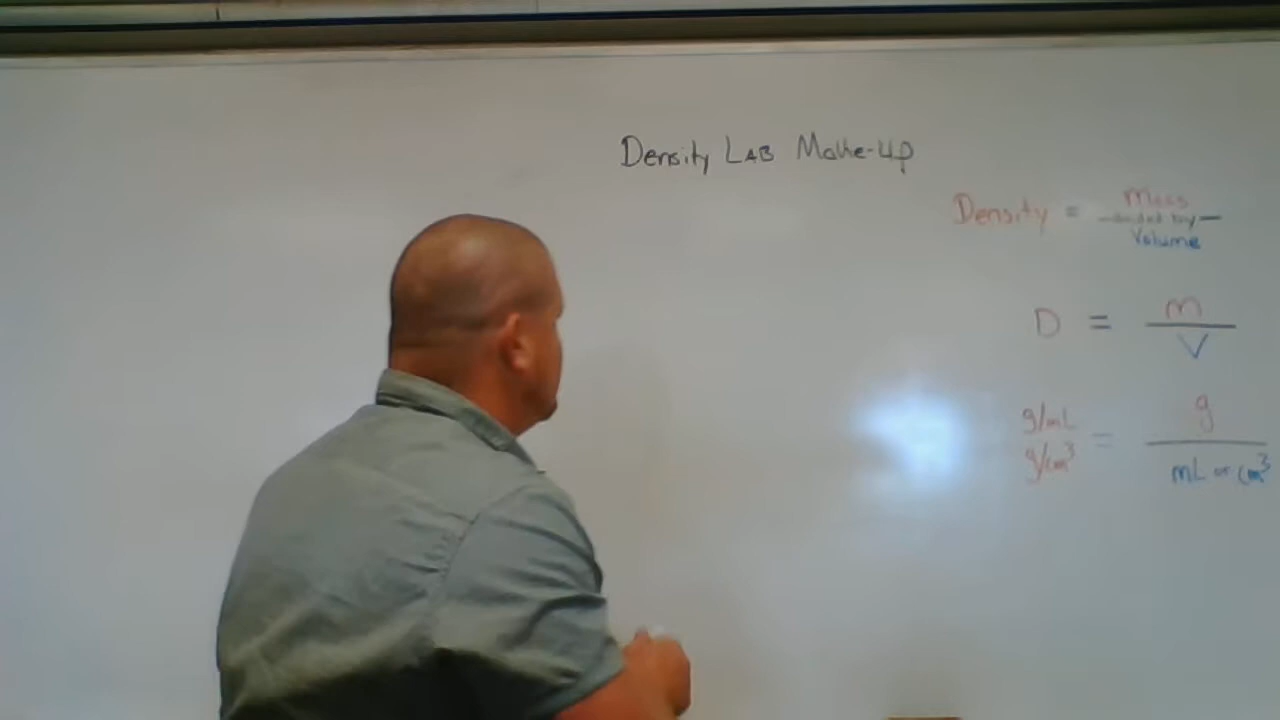 Density LAB Make-up
Density = Mass
divided by
Volume
D = m
V
g/mL
g/cm³ = g
mL or cm³